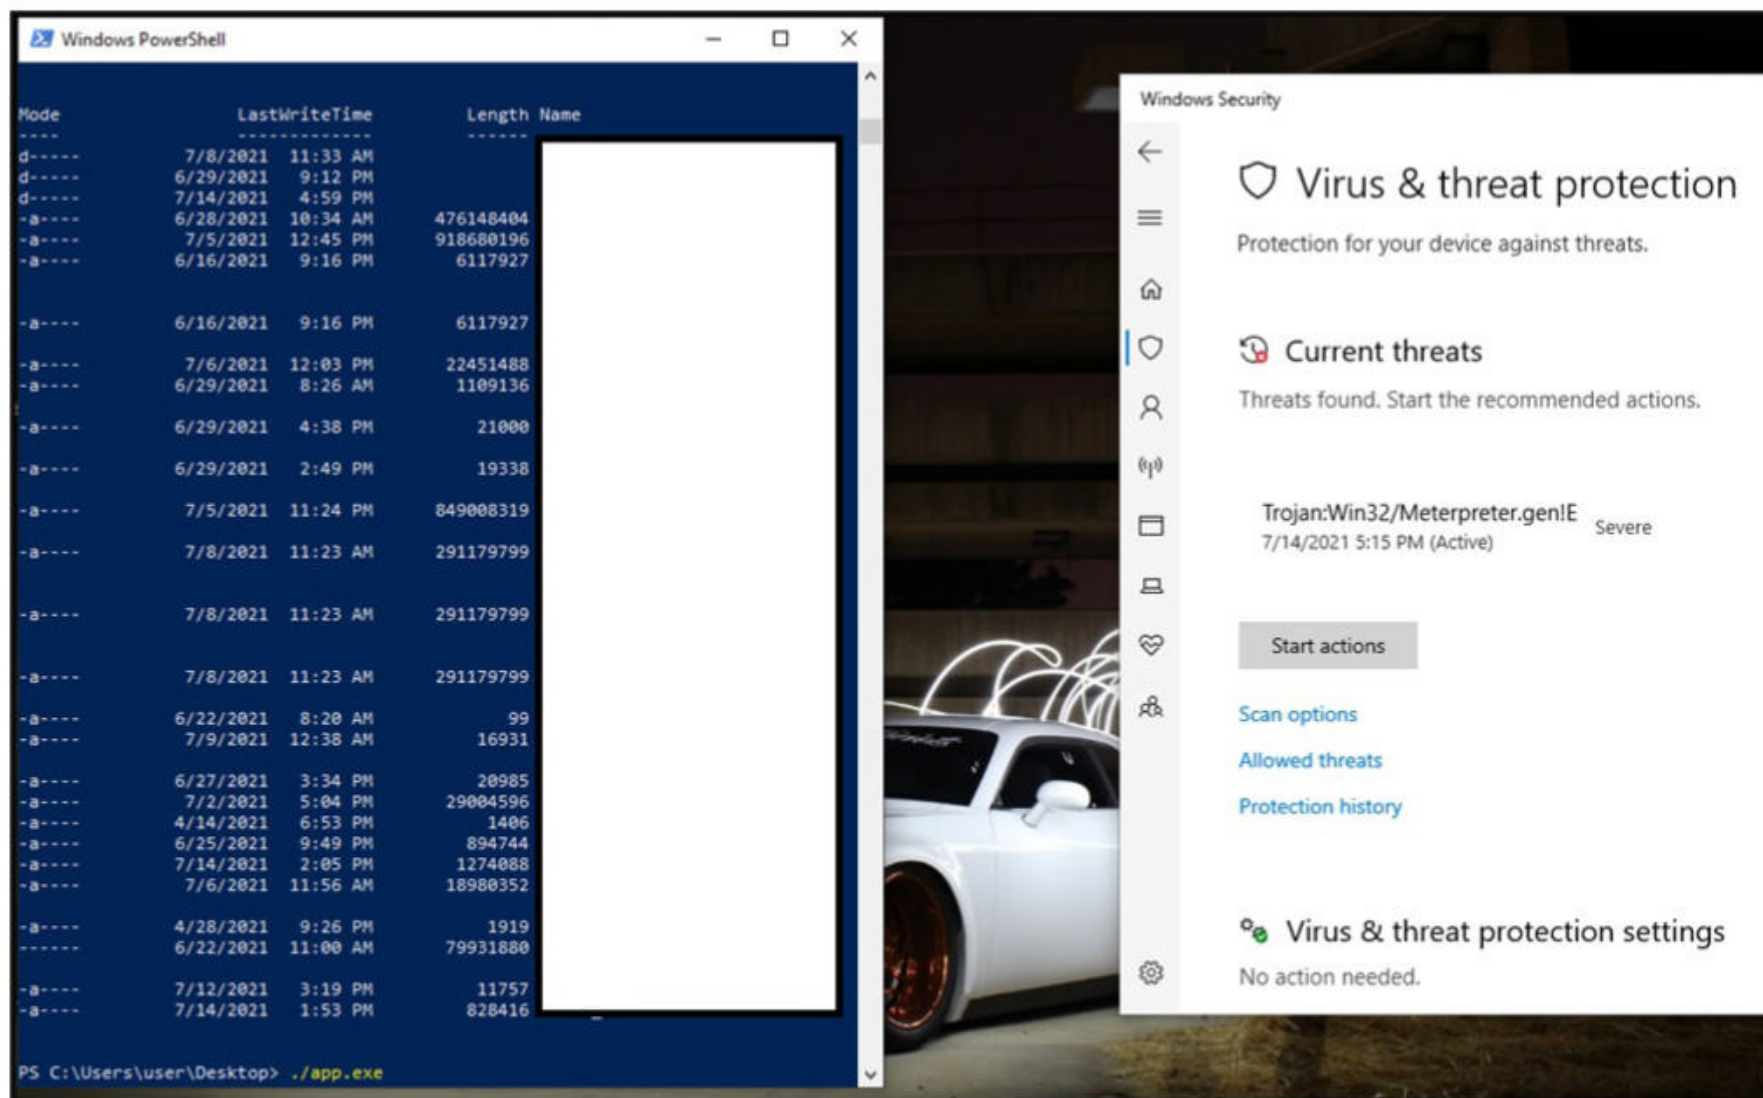 Windows PowerShell
Mode LastWriteTime Length Name
---- ------------- ------ 
d----- 7/8/2021 11:33 AM
d----- 6/29/2021 9:12 PM
d----- 7/14/2021 4:59 PM
-a---- 6/28/2021 10:34 AM 476148404
-a---- 7/5/2021 12:45 PM 918680196
-a---- 6/16/2021 9:16 PM 6117927
-a---- 6/16/2021 9:16 PM 6117927
-a---- 7/6/2021 12:03 PM 22451488
-a---- 6/29/2021 8:26 AM 1109136
-a---- 6/29/2021 4:38 PM 21000
-a---- 6/29/2021 2:49 PM 19338
-a---- 7/5/2021 11:24 PM 849008319
-a---- 7/8/2021 11:23 AM 291179799
-a---- 7/8/2021 11:23 AM 291179799
-a---- 7/8/2021 11:23 AM 291179799
-a---- 6/22/2021 8:20 AM 99
-a---- 7/9/2021 12:38 AM 16931
-a---- 6/27/2021 3:34 PM 20985
-a---- 7/2/2021 5:04 PM 29004596
-a---- 4/14/2021 6:53 PM 1406
-a---- 6/25/2021 9:49 PM 894744
-a---- 7/14/2021 2:05 PM 1274088
-a---- 7/6/2021 11:56 AM 18980352
-a---- 4/28/2021 9:26 PM 1919
------ 6/22/2021 11:00 AM 79931880
-a---- 7/12/2021 3:19 PM 11757
-a---- 7/14/2021 1:53 PM 828416
PS C:\Users\user\Desktop> ./app.exe
Windows Security
Virus & threat protection
Protection for your device against threats.
Current threats
Threats found. Start the recommended actions.
Trojan:Win32/Meterpreter.gen!E
Severe
7/14/2021 5:15 PM (Active)
Start actions
Scan options
Allowed threats
Protection history
Virus & threat protection settings
No action needed.